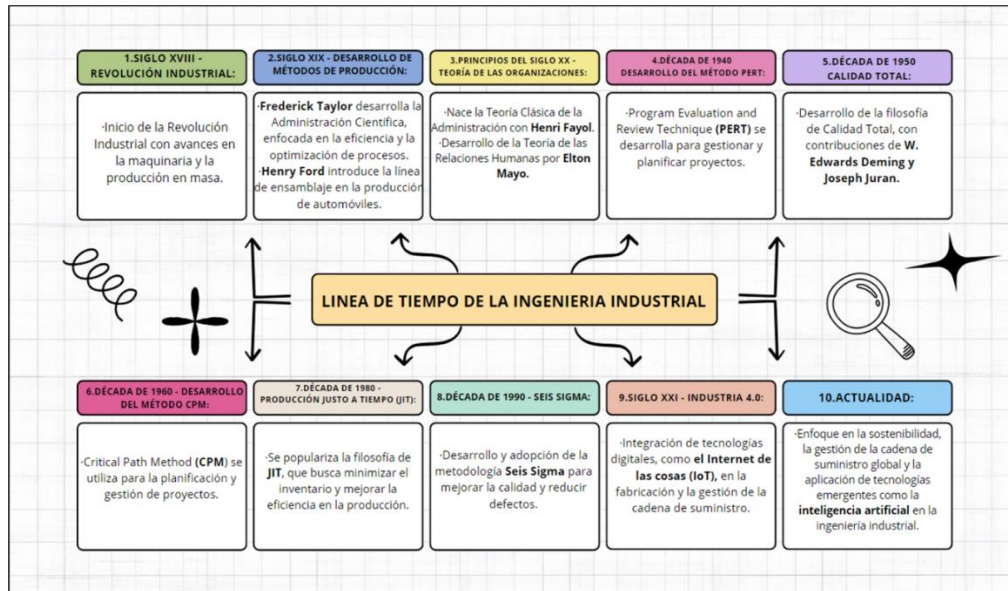 1.SIGLO XVIII -
REVOLUCIÓN INDUSTRIAL:
·Inicio de la Revolución
Industrial con avances
en la maquinaria y la
producción en masa.
2.SIGLO XIX - DESARROLLO DE
MÉTODOS DE PRODUCCIÓN:
·Frederick Taylor desarrolla la
Administración Científica,
enfocada en la eficiencia y la
optimización de procesos.
·Henry Ford introduce la línea
de ensamblaje en la producción
de automóviles.
3.PRINCIPIOS DEL SIGLO XX -
TEORÍA DE LAS ORGANIZACIONES:
·Nace la Teoría Clásica de la
Administración con Henri Fayol.
·Desarrollo de la Teoría de las
Relaciones Humanas por Elton
Mayo.
4.DÉCADA DE 1940
DESARROLLO DEL MÉTODO PERT:
·Program Evaluation and
Review Technique (PERT) se
desarrolla para gestionar y
planificar proyectos.
5.DÉCADA DE 1950
CALIDAD TOTAL:
·Desarrollo de la filosofía
de Calidad Total, con
contribuciones de W.
Edwards Deming y
Joseph Juran.
LINEA DE TIEMPO DE LA INGENIERIA INDUSTRIAL
6.DÉCADA DE 1960 - DESARROLLO
DEL MÉTODO CPM:
·Critical Path Method (CPM) se
utiliza para la planificación y
gestión de proyectos.
7.DÉCADA DE 1980 -
PRODUCCIÓN JUSTO A TIEMPO (JIT):
·Se populariza la filosofía de
JIT, que busca minimizar el
inventario y mejorar la
eficiencia en la producción.
8.DÉCADA DE 1990 - SEIS SIGMA:
·Desarrollo y adopción de la
metodología Seis Sigma para
mejorar la calidad y reducir
defectos.
9.SIGLO XXI - INDUSTRIA 4.0:
·Integración de tecnologías
digitales, como el Internet de
las cosas (IoT), en la
fabricación y la gestión de la
cadena de suministro.
10.ACTUALIDAD:
·Enfoque en la sostenibilidad,
la gestión de la cadena de
suministro global y la
aplicación de tecnologías
emergentes como la
inteligencia artificial en la
ingeniería industrial.